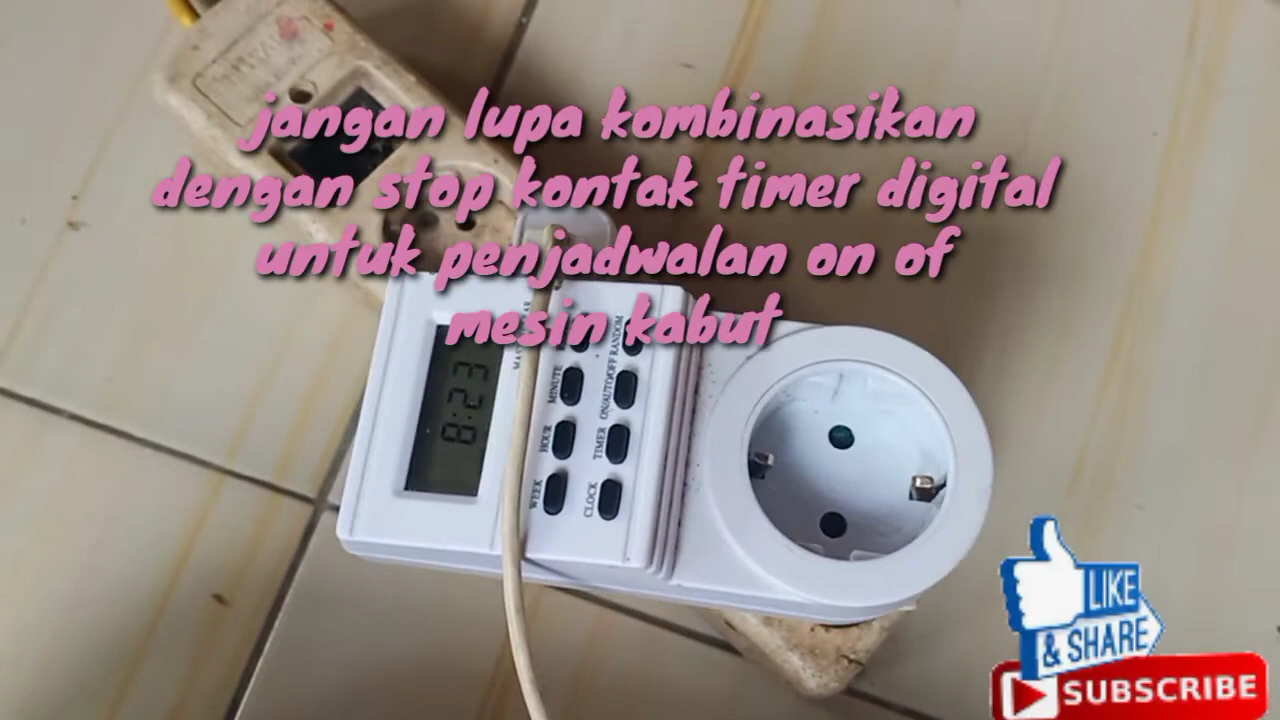 jangan lupa kombinasikan
dengan stop kontak timer digital
untuk penjadwalan on of
mesin kabut
8:23
WEEK
HOUR
MINUTE
CLOCK
TIMER
ON/AUTO/OFF
RANDOM
LIKE
& SHARE
SUBSCRIBE